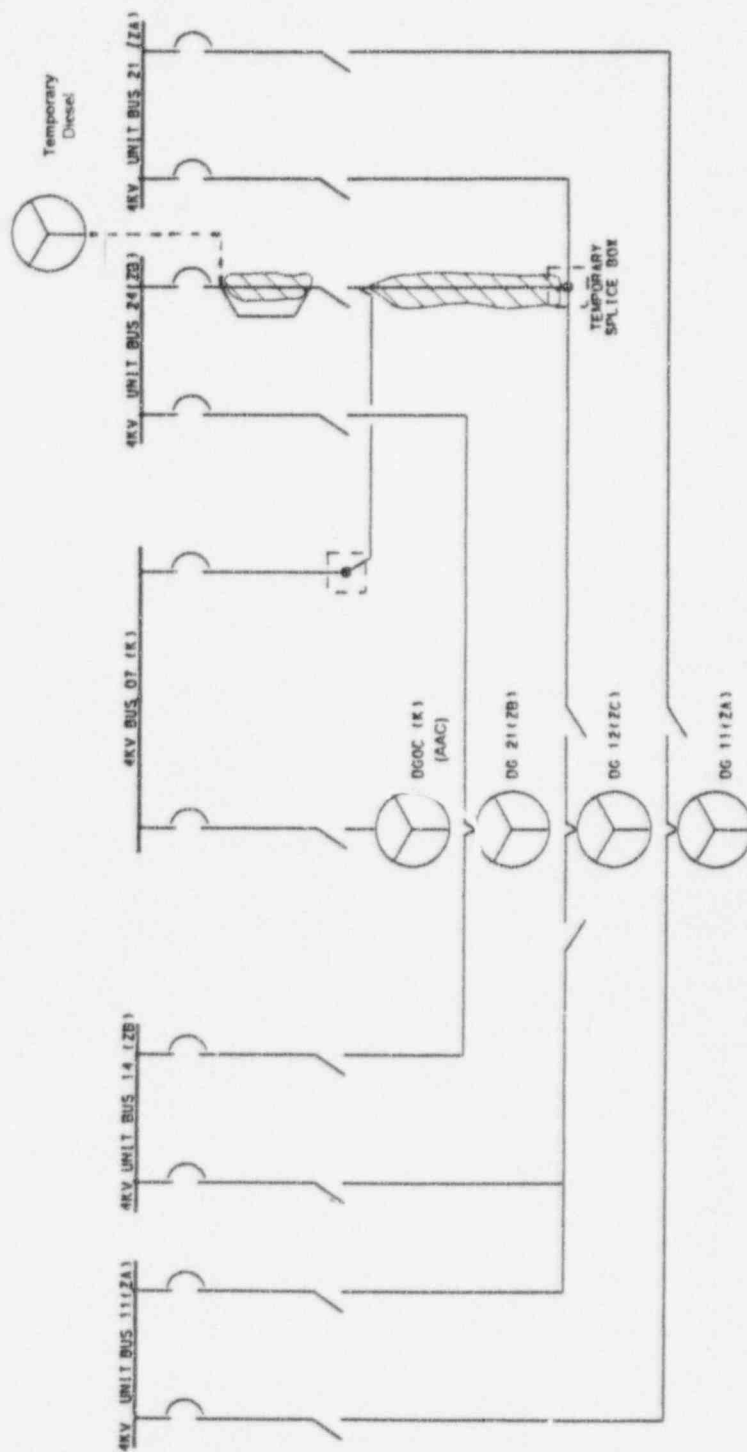 Temporary
Diesel
4KV UNIT BUS 11(ZA)
4KV UNIT BUS 14 (ZB)
4KV BUS 07 (K)
4KV UNIT BUS 24(ZB)
4KV UNIT BUS 21 (ZA)
TEMPORARY
SPLICE BOX
DG0C (K)
(AAC)
DG 21(ZB)
DG 12(ZC)
DG 11(ZA)